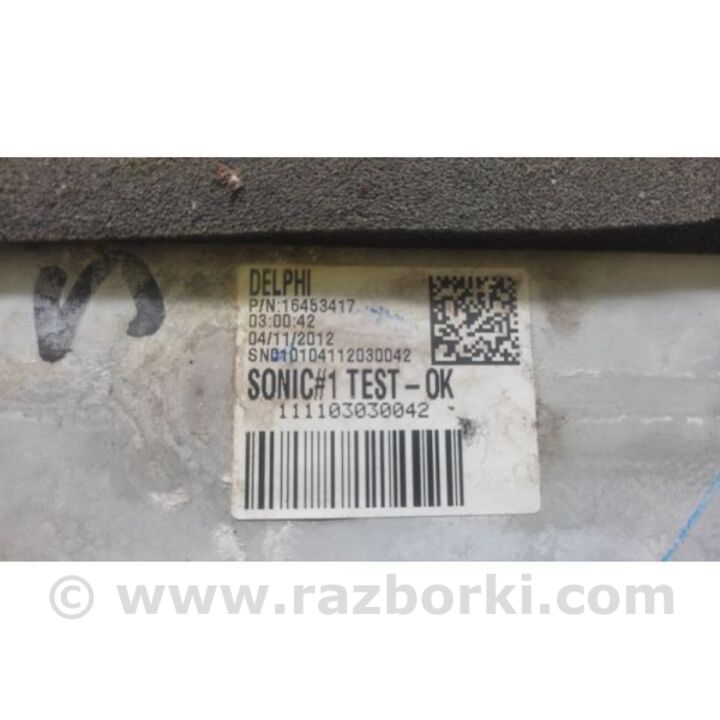 DELPHI
P/N:16453417
03:00:42
04/11/2012
SN010104112030042
SONIC#1 TEST-OK
111103030042
© www.razborki.com